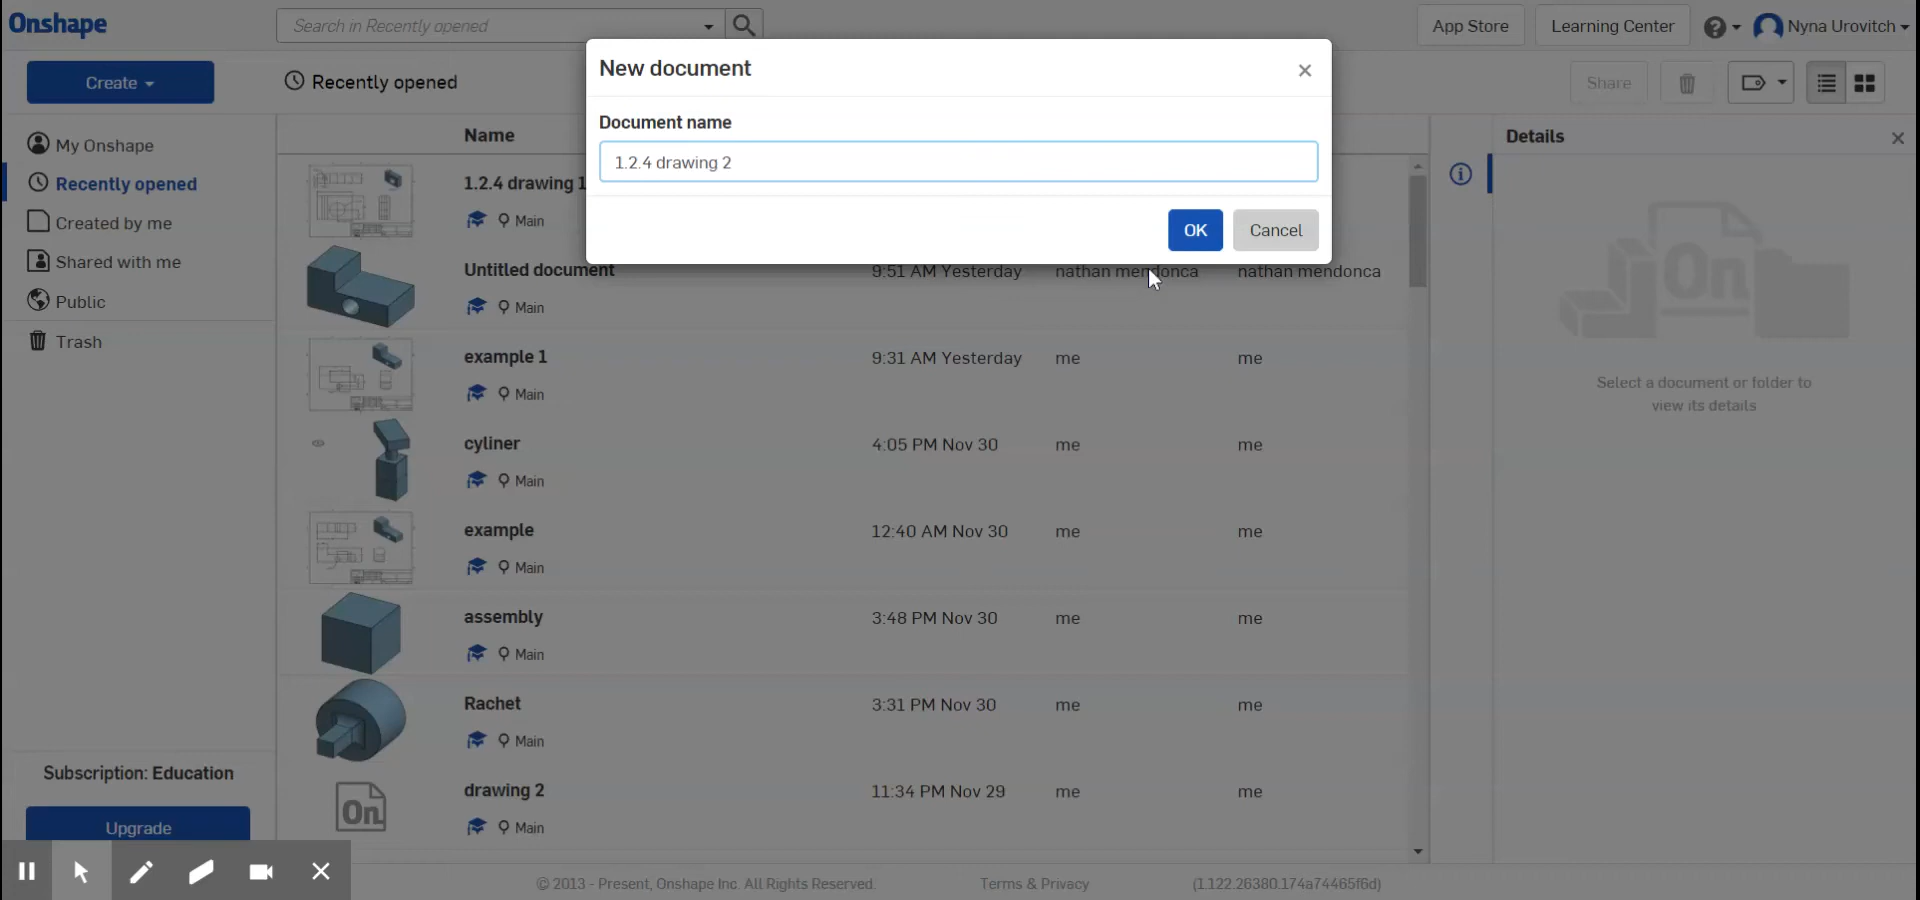 Onshape
Search in Recently opened
App Store
Learning Center
Nyna Urovitch
Create
Recently opened
Share
New document
Document name
1.2.4 drawing 2
OK
Cancel
My Onshape
Recently opened
Created by me
Shared with me
Public
Trash
Subscription: Education
Upgrade
Name
1.2.4 drawing 1
Main
Untitled document
9:51 AM Yesterday
nathan mendonca
nathan mendonca
Main
example 1
9:31 AM Yesterday
me
me
Main
cyliner
4:05 PM Nov 30
me
me
Main
example
12:40 AM Nov 30
me
me
Main
assembly
3:48 PM Nov 30
me
me
Main
Rachet
3:31 PM Nov 30
me
me
Main
On
drawing 2
11:34 PM Nov 29
me
me
Main
Details
On
Select a document or folder to
view its details
© 2013 - Present, Onshape Inc. All Rights Reserved.
Terms & Privacy
(1.122.26380.174a74465f6d)